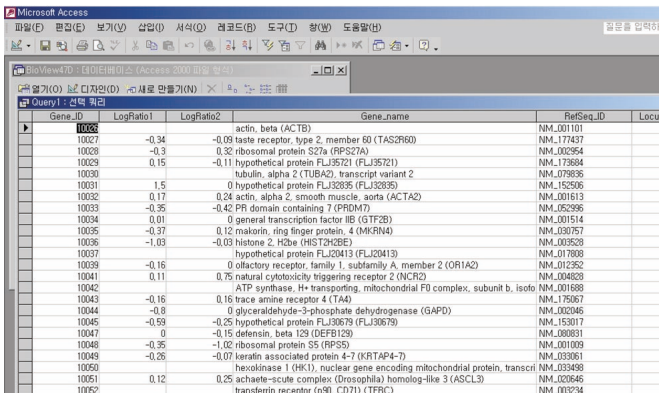 Microsoft Access
파일(F) 편집(E) 보기(V) 삽입(I) 서식(O) 레코드(R) 도구(T) 창(W) 도움말(H) 질문을 입력하
BioView47D : 데이터베이스 (Access 2000 파일 형식)
열기(O) 디자인(D) 새로 만들기(N)
Query1 : 선택 쿼리
Gene_ID LogRatio1 LogRatio2 Gene_name RefSeq_ID Locu
10026 actin, beta (ACTB) NM_001101
10027 -0,34 -0,09 taste receptor, type 2, member 60 (TAS2R60) NM_177437
10028 -0,3 0,32 ribosomal protein S27a (RPS27A) NM_002954
10029 0,15 -0,11 hypothetical protein FLJ35721 (FLJ35721) NM_173684
10030 tubulin, alpha 2 (TUBA2), transcript variant 2 NM_079836
10031 1,5 0 hypothetical protein FLJ32835 (FLJ32835) NM_152506
10032 0,17 0,24 actin, alpha 2, smooth muscle, aorta (ACTA2) NM_001613
10033 -0,35 -0,42 PR domain containing 7 (PRDM7) NM_052996
10034 0,01 0 general transcription factor IIB (GTF2B) NM_001514
10035 -0,37 0,12 makorin, ring finger protein, 4 (MKRN4) NM_030757
10036 -1,03 -0,03 histone 2, H2be (HIST2H2BE) NM_003528
10037 hypothetical protein FLJ20413 (FLJ20413) NM_017808
10039 -0,16 0 olfactory receptor, family 1, subfamily A, member 2 (OR1A2) NM_012352
10041 0,11 0,75 natural cytotoxicity triggering receptor 2 (NCR2) NM_004828
10042 ATP synthase, H+ transporting, mitochondrial F0 complex, subunit b, isofo NM_001688
10043 -0,16 0,16 trace amine receptor 4 (TA4) NM_175067
10044 -0,8 0 glyceraldehyde-3-phosphate dehydrogenase (GAPD) NM_002046
10045 -0,59 -0,25 hypothetical protein FLJ30679 (FLJ30679) NM_153017
10047 0 -0,15 defensin, beta 129 (DEFB129) NM_080831
10048 -0,35 -1,02 ribosomal protein S5 (RPS5) NM_001009
10049 -0,26 -0,07 keratin associated protein 4-7 (KRTAP4-7) NM_033061
10050 hexokinase 1 (HK1), nuclear gene encoding mitochondrial protein, transcri NM_033498
10051 0,12 0,25 achaete-scute complex (Drosophila) homolog-like 3 (ASCL3) NM_020646
10052 transferrin receptor (p90, CD71) (TFRC) NM_003234